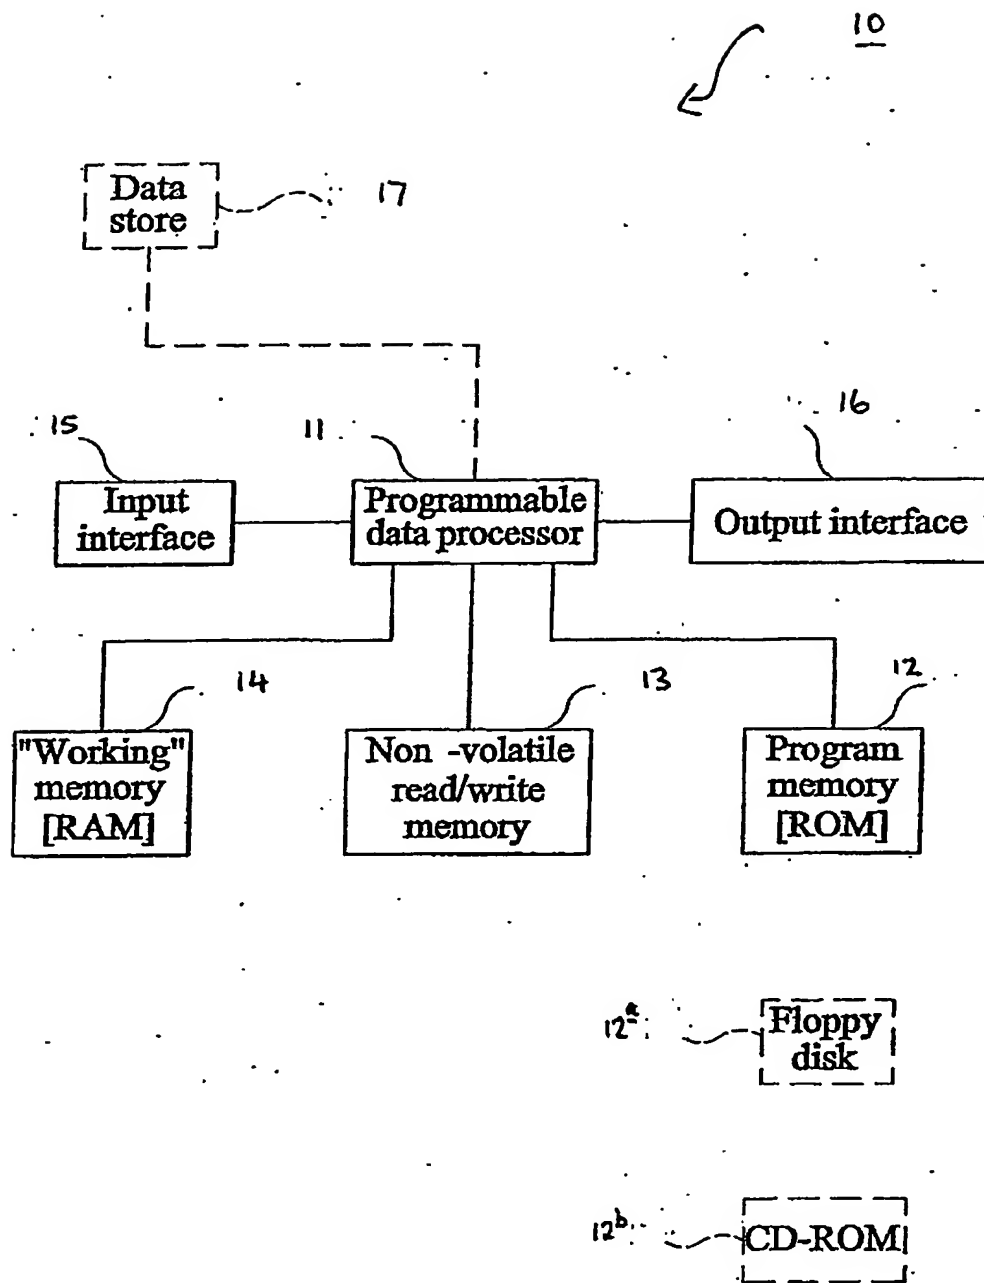 10
Data
store
17
15
11
16
Input
interface
Programmable
data processor
Output interface
14
13
12
"Working"
memory
[RAM]
Non -volatile
read/write
memory
Program
memory
[ROM]
12a
Floppy
disk
12b
CD-ROM